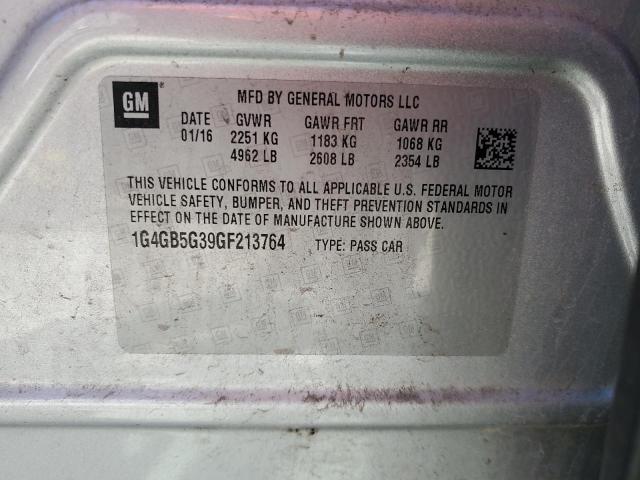 GM
MFD BY GENERAL MOTORS LLC
DATE GVWR GAWR FRT GAWR RR
01/16 2251 KG 1183 KG 1068 KG
4962 LB 2608 LB 2354 LB
THIS VEHICLE CONFORMS TO ALL APPLICABLE U.S. FEDERAL MOTOR
VEHICLE SAFETY, BUMPER, AND THEFT PREVENTION STANDARDS IN
EFFECT ON THE DATE OF MANUFACTURE SHOWN ABOVE.
1G4GB5G39GF213764 TYPE: PASS CAR